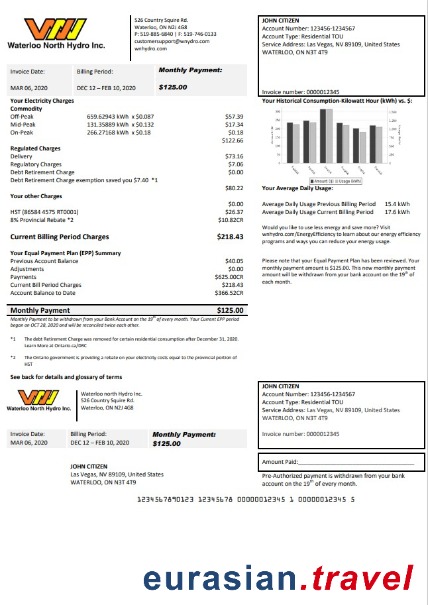 Waterloo North Hydro Inc.
526 Country Squire Rd.
Waterloo, ON N2J 4G8
P: 519-885-6840 | F: 519-746-0133
customersupport@waydro.com
wnhydro.com
JOHN CITIZEN
Account Number: 123456-1234567
Account Type: Residential TOU
Service Address: Las Vegas, NV 89109, United States
WATERLOO, ON N3T 4T9
Invoice number: 0000012345
Invoice Date:
Billing Period:
Monthly Payment:
MAR 06, 2020
DEC 12 – FEB 10, 2020
$125.00
Your Electricity Charges
Commodity
Off-Peak 659.62943 kWh x $0.087 $57.39
Mid-Peak 131.35889 kWh x $0.132 $17.34
On-Peak 266.27168 kWh x $0.18 $0.18
$122.66
Regulated Charges
Delivery $73.16
Regulatory Charges $7.06
Debt Retirement Charge $0.00
Debt Retirement Charge exemption saved you $7.40 *1
$80.22
Your other Charges
$0.00
HST (86584 4575 RT0001) $26.37
8% Provincial Rebate *2 $10.82CR
Current Billing Period Charges $218.43
Your Equal Payment Plan (EPP) Summary
Previous Account Balance $40.05
Adjustments $0.00
Payments $625.00CR
Current Bill Period Charges $218.43
Account Balance to Date $366.52CR
Monthly Payment $125.00
Monthly Payment to be withdrawn from your Bank Account on the 19th of every month. Your Current EPP
began on OCT 28, 2020 and will be reconciled twice each other.
*1 The debt Retirement Charge was removed for certain residential consumption after December 31, 2020.
Learn More at Ontario.ca/DRC
*2 The Ontario government is providing a rebate on your electricity costs equal to the provincial portion of
HST
See back for details and glossary of terms
Your Historical Consumption-Kilowatt Hour (kWh) vs. $:
Amount $
Usage (kWh)
Your Average Daily Usage:
Average Daily Usage Previous Billing Period 15.4 kWh
Average Daily Usage Current Billing Period 17.6 kWh
Would you like to use less energy and save more? Visit
wnhydro.com/EnergyEfficiency to learn about our energy efficiency
programs and ways you can reduce your energy usage.
Please note that your Equal Payment Plan has been reviewed. Your
monthly payment amount is $125.00. This new monthly payment
amount will be withdrawn from your bank account on the 19th of
each month.
Waterloo North Hydro Inc.
Waterloo north Hydro Inc.
526 Country Squire Rd.
Waterloo, ON N2J 4G8
JOHN CITIZEN
Account Number: 123456-1234567
Account Type: Residential TOU
Service Address: Las Vegas, NV 89109, United States
WATERLOO, ON N3T 4T9
Invoice number: 0000012345
Invoice Date:
Billing Period:
Monthly Payment:
MAR 06, 2020
DEC 12 – FEB 10, 2020
$125.00
Amount Paid:
JOHN CITIZEN
Las Vegas, NV 89109, United States
WATERLOO, ON N3T 4T9
Pre-Authorized payment is withdrawn from your bank
account on the 19th of every month.
1234567890123 12345678 00000012345 1 00000012345 5
eurasian.travel